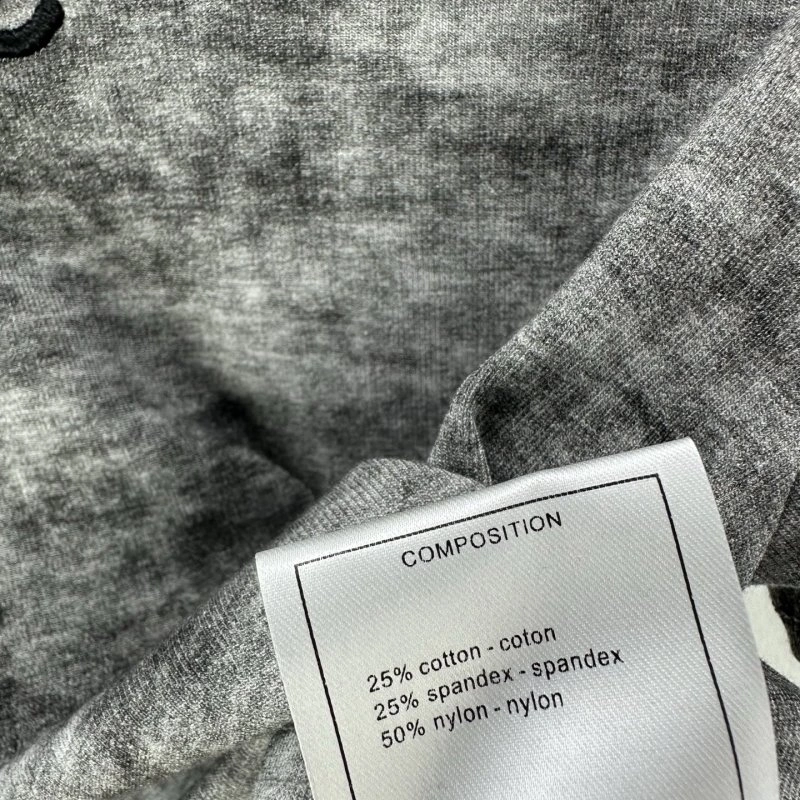 COMPOSITION
25% cotton - coton
25% spandex - spandex
50% nylon - nylon